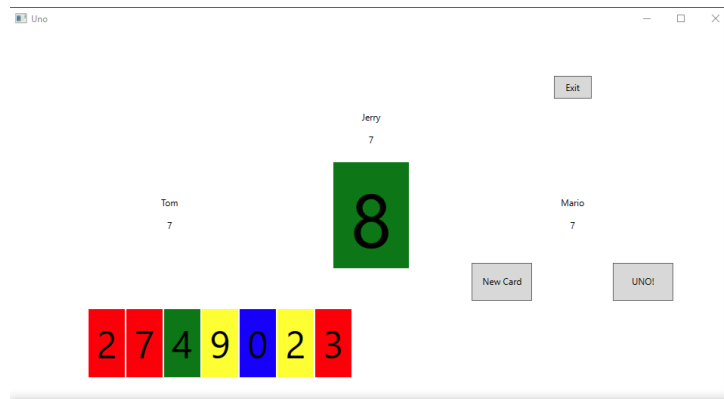 Uno
Exit
Jerry
7
Tom
7
8
Mario
7
New Card
UNO!
2 7 4 9 0 2 3